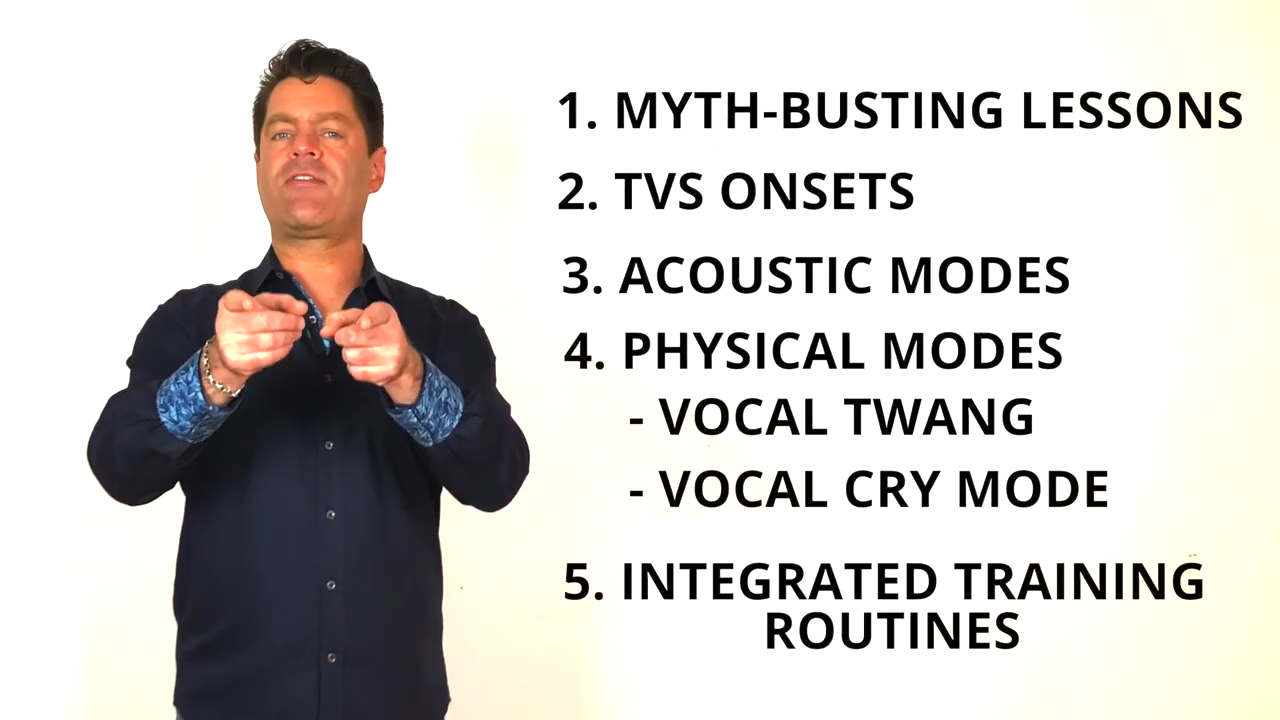 1. MYTH-BUSTING LESSONS
2. TVS ONSETS
3. ACOUSTIC MODES
4. PHYSICAL MODES
- VOCAL TWANG
- VOCAL CRY MODE
5. INTEGRATED TRAINING
ROUTINES